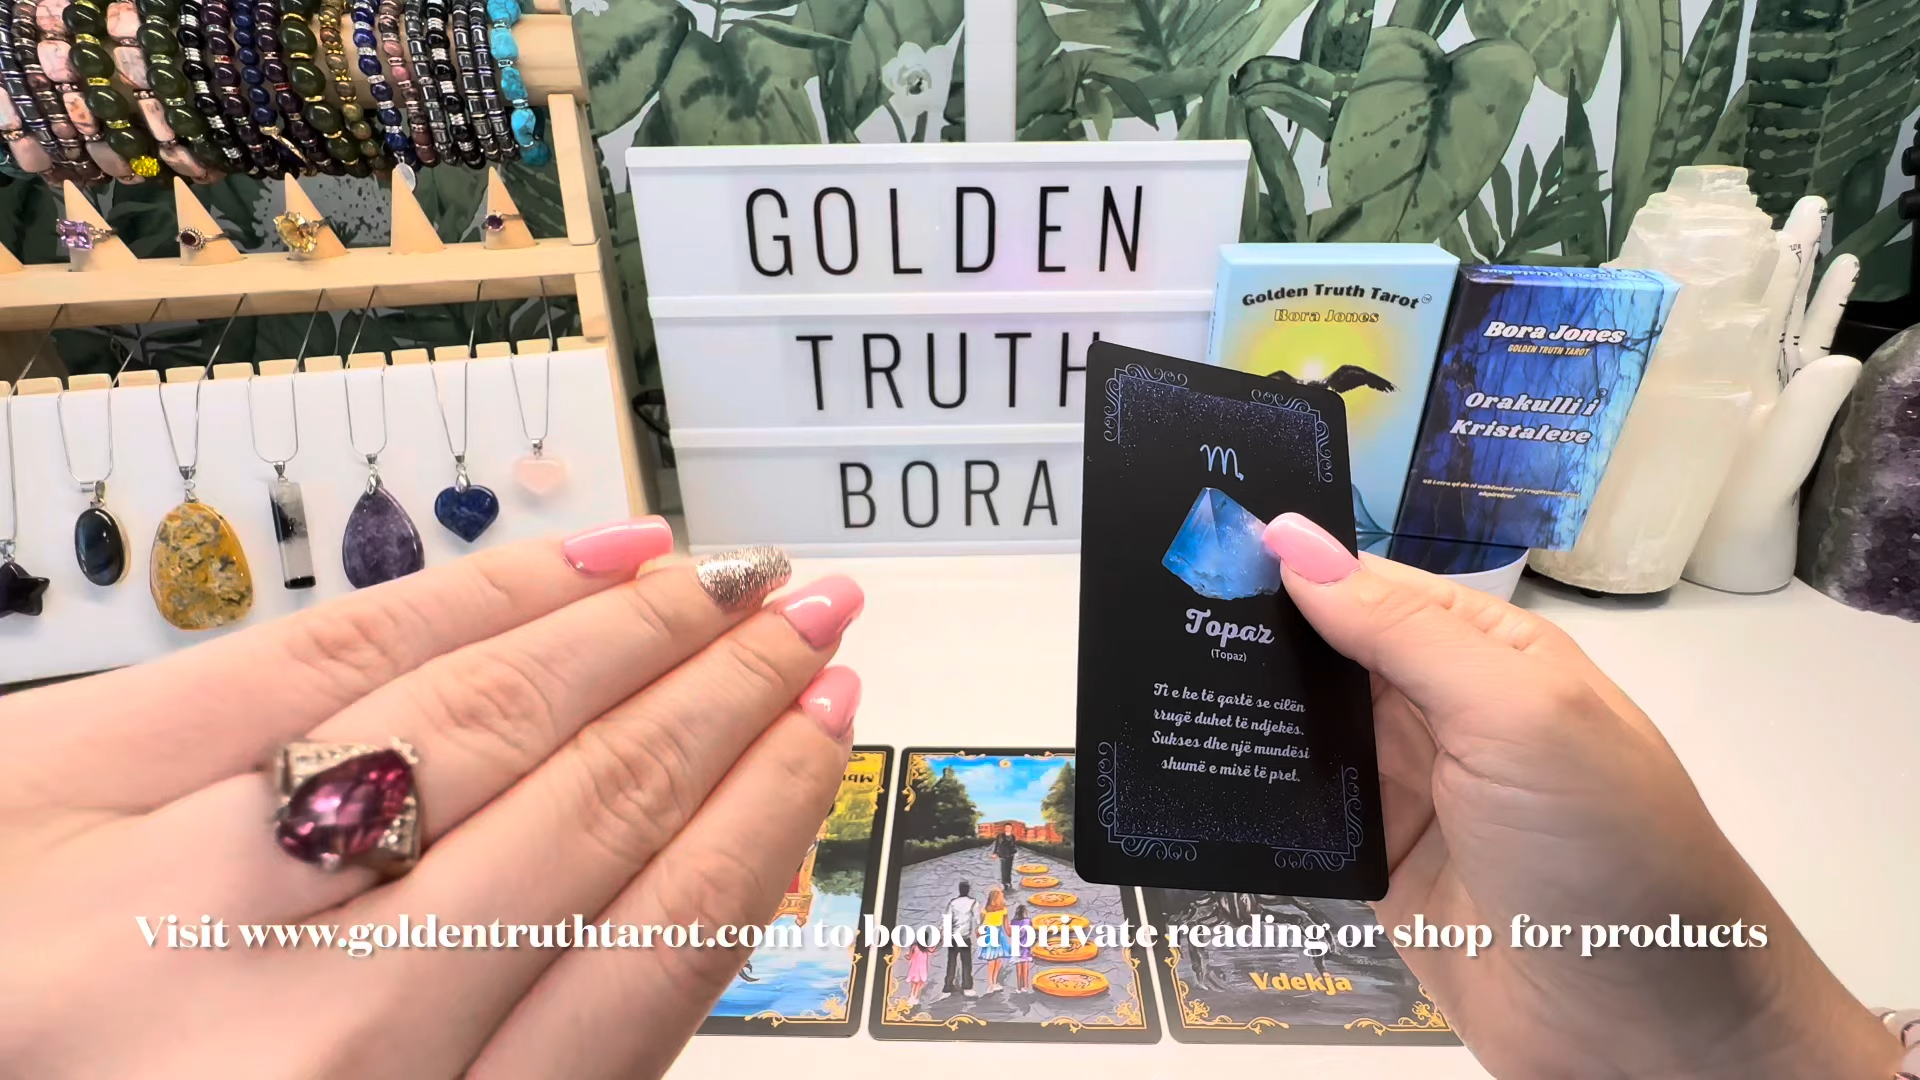 GOLDEN
TRUTH
BORA
Golden Truth Tarot™
Bora Jones
Bora Jones
GOLDEN TRUTH TAROT
Orakulli i
Kristaleve
Topaz
(Topaz)
Ti e ke të qartë se cilën
rrugë duhet të ndjekës.
Sukses dhe një mundësi
shumë e mirë të pret.
6
Visit www.goldentruthtarot.com to book a private reading or shop for products
Vdekja